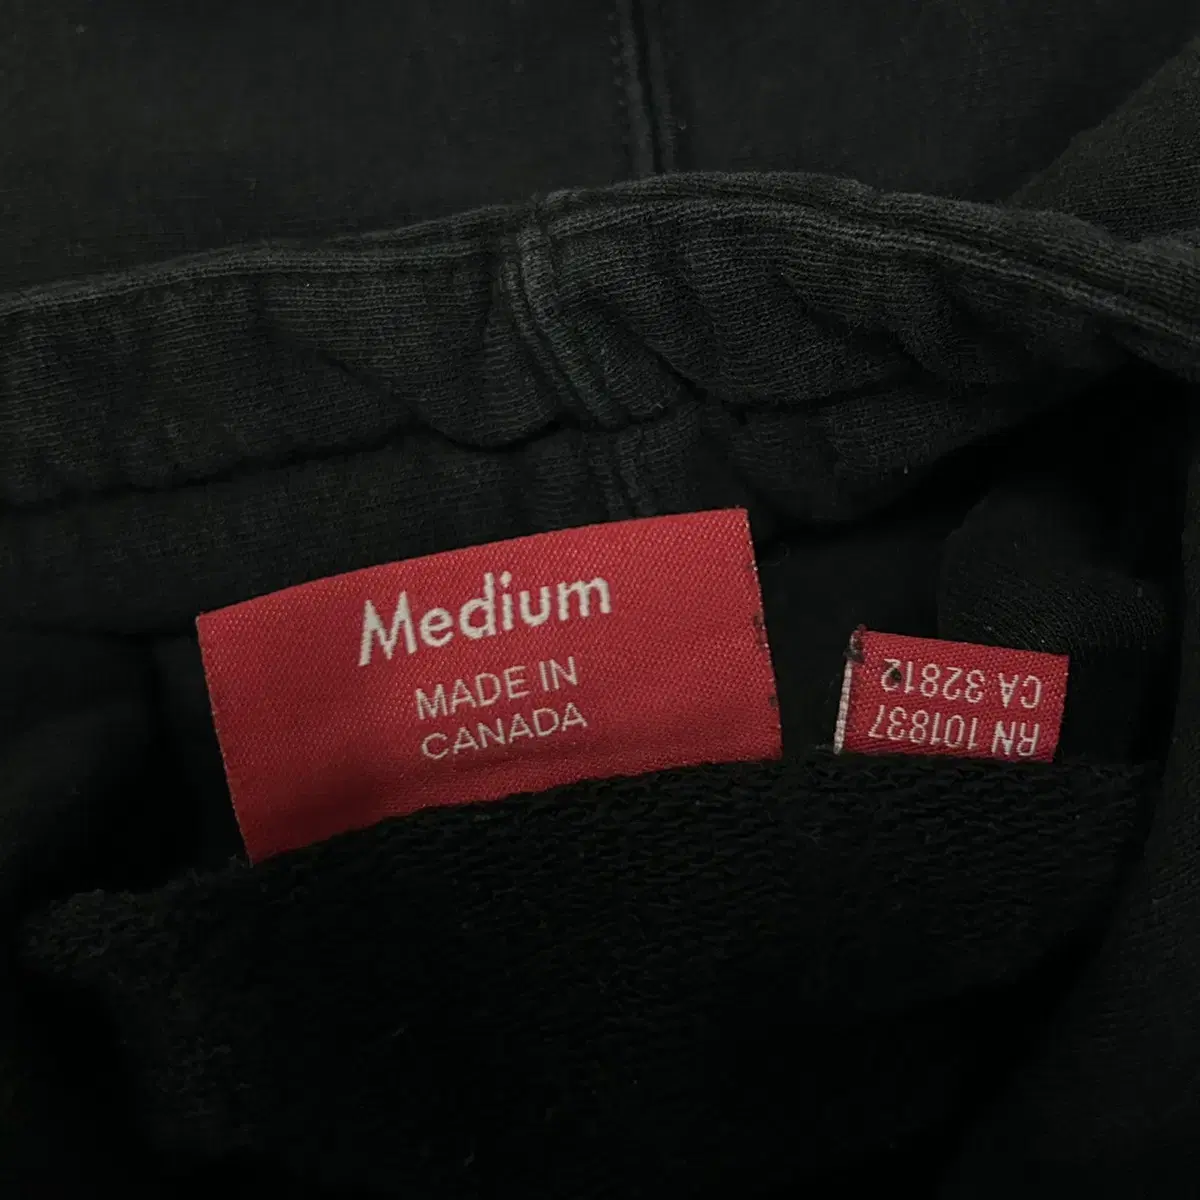 Medium
MADE IN
CANADA
RN 101837
CA 32812